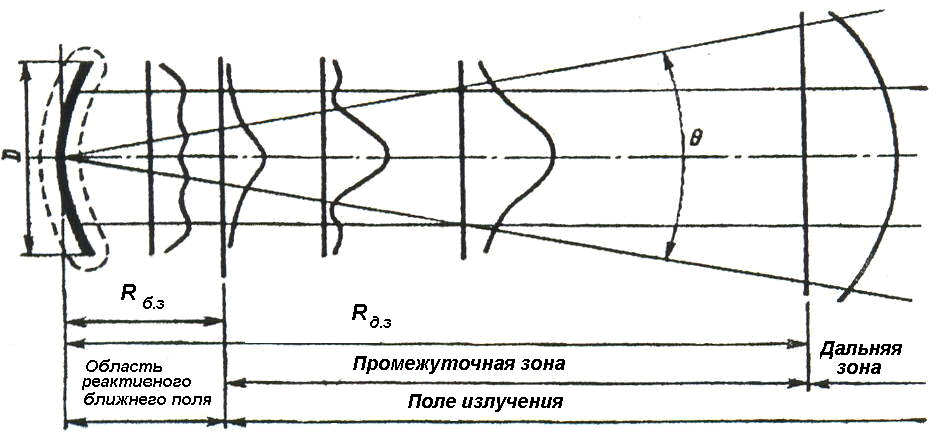 D
θ
R б.з
R д.з
Область
реактивного
ближнего поля
Промежуточная зона
Дальняя
зона
Поле излучения